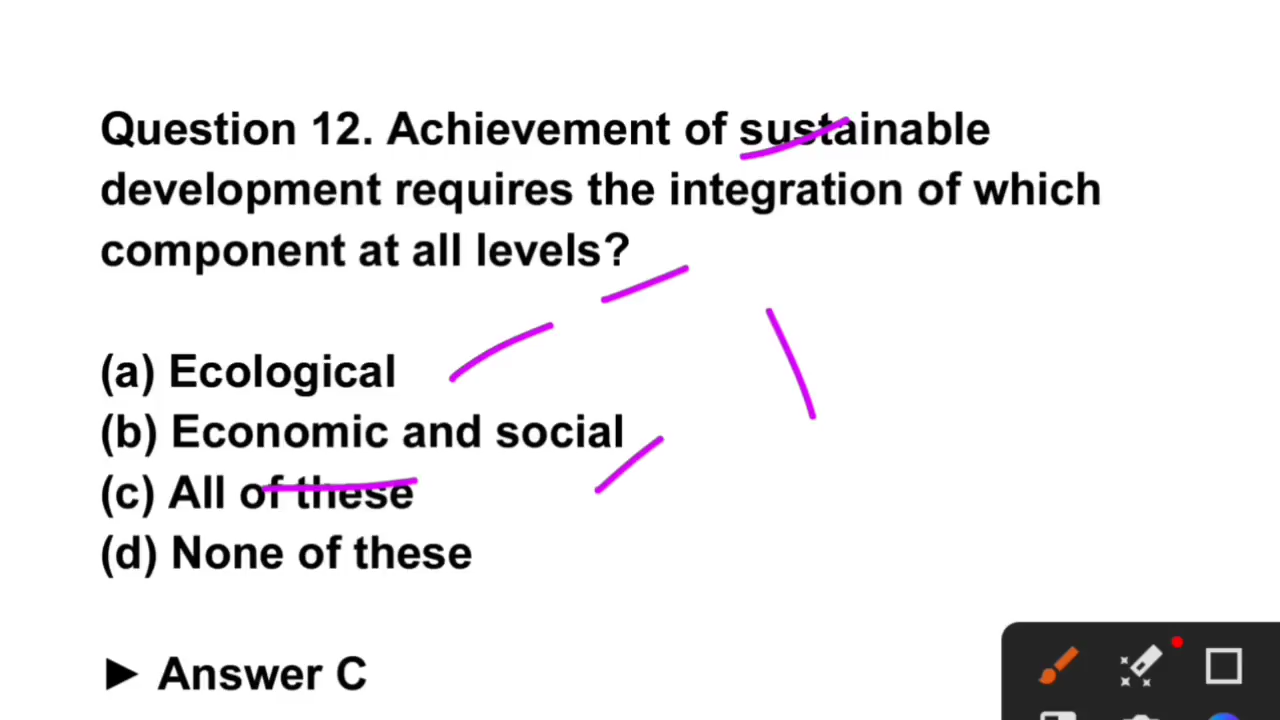 Question 12. Achievement of sustainable
development requires the integration of which
component at all levels?
(a) Ecological
(b) Economic and social
(c) All of these
(d) None of these
► Answer C